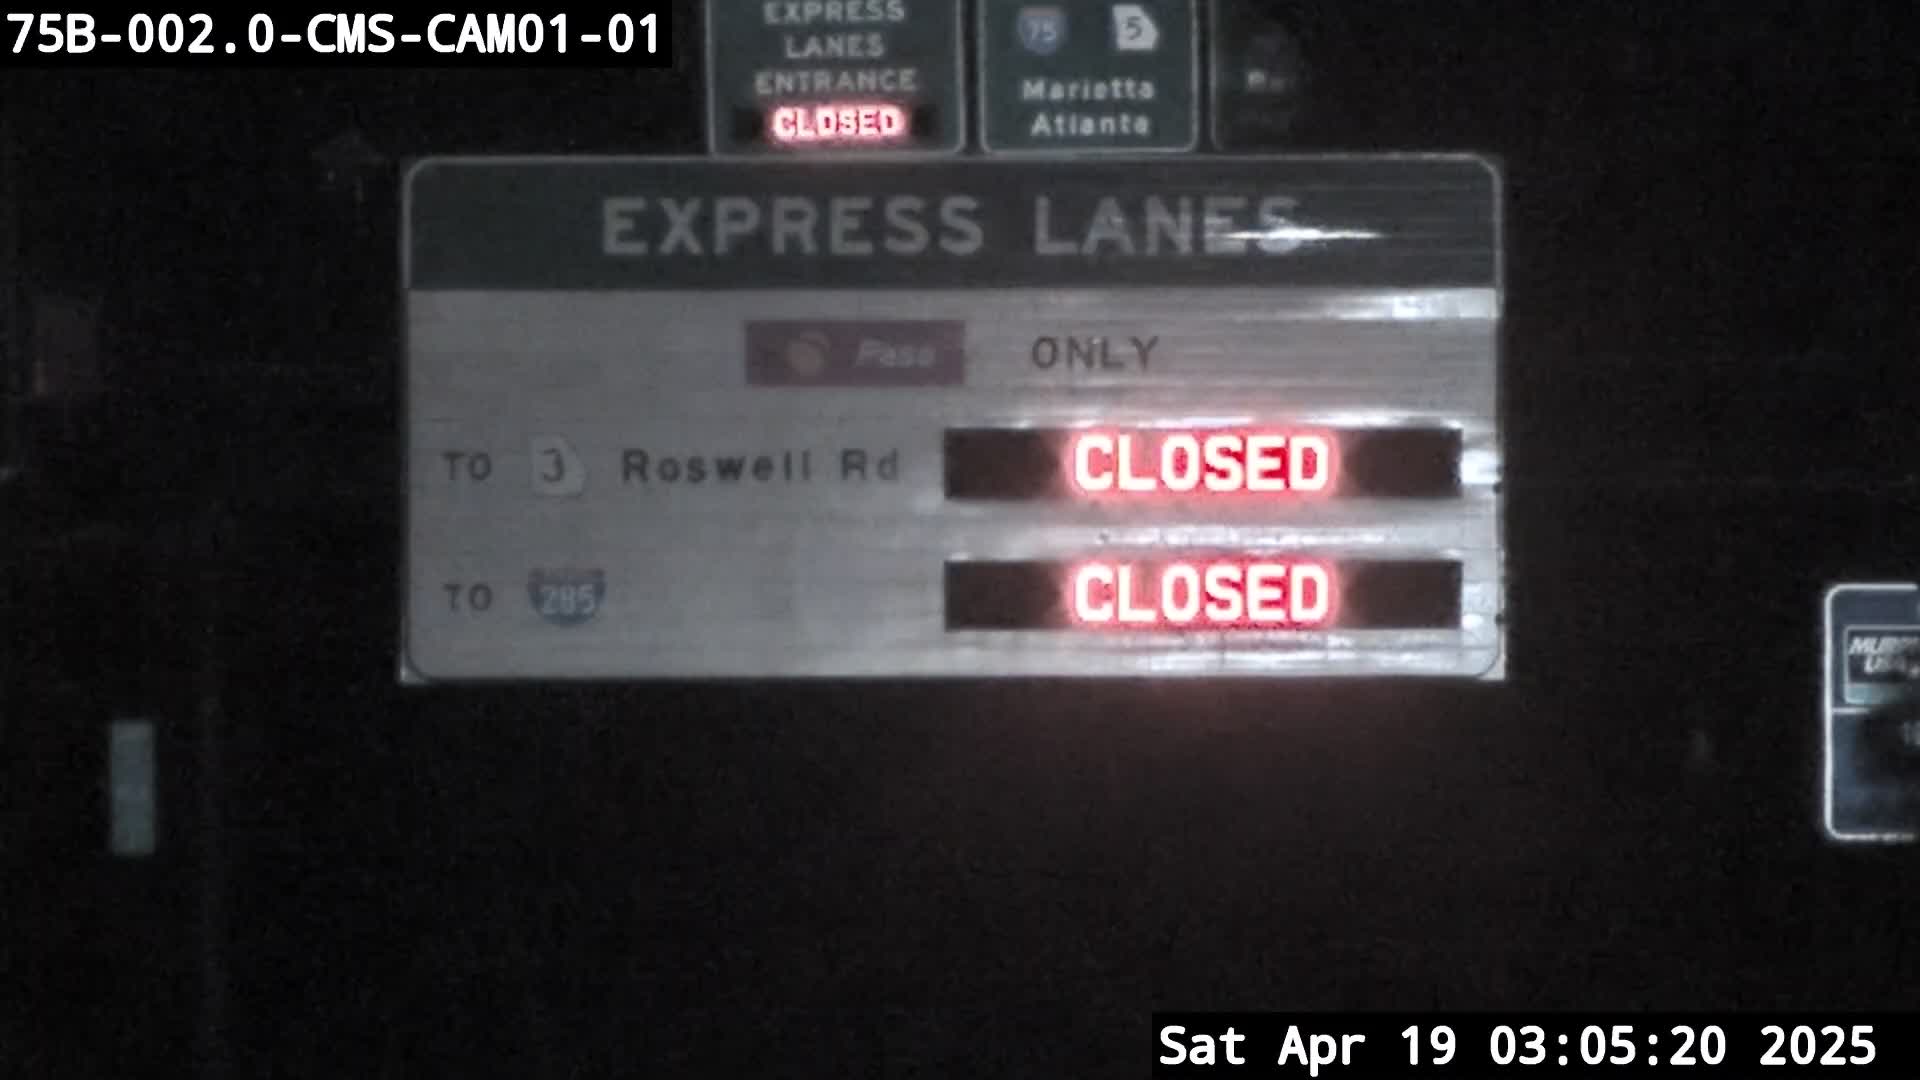 75B-002.0-CMS-CAM01-01
EXPRESS
LANES
ENTRANCE
CLOSED
75 5
Marietta
Atlanta
EXPRESS LANES
Pass ONLY
TO 3 Roswell Rd CLOSED
TO 285 CLOSED
Sat Apr 19 03:05:20 2025